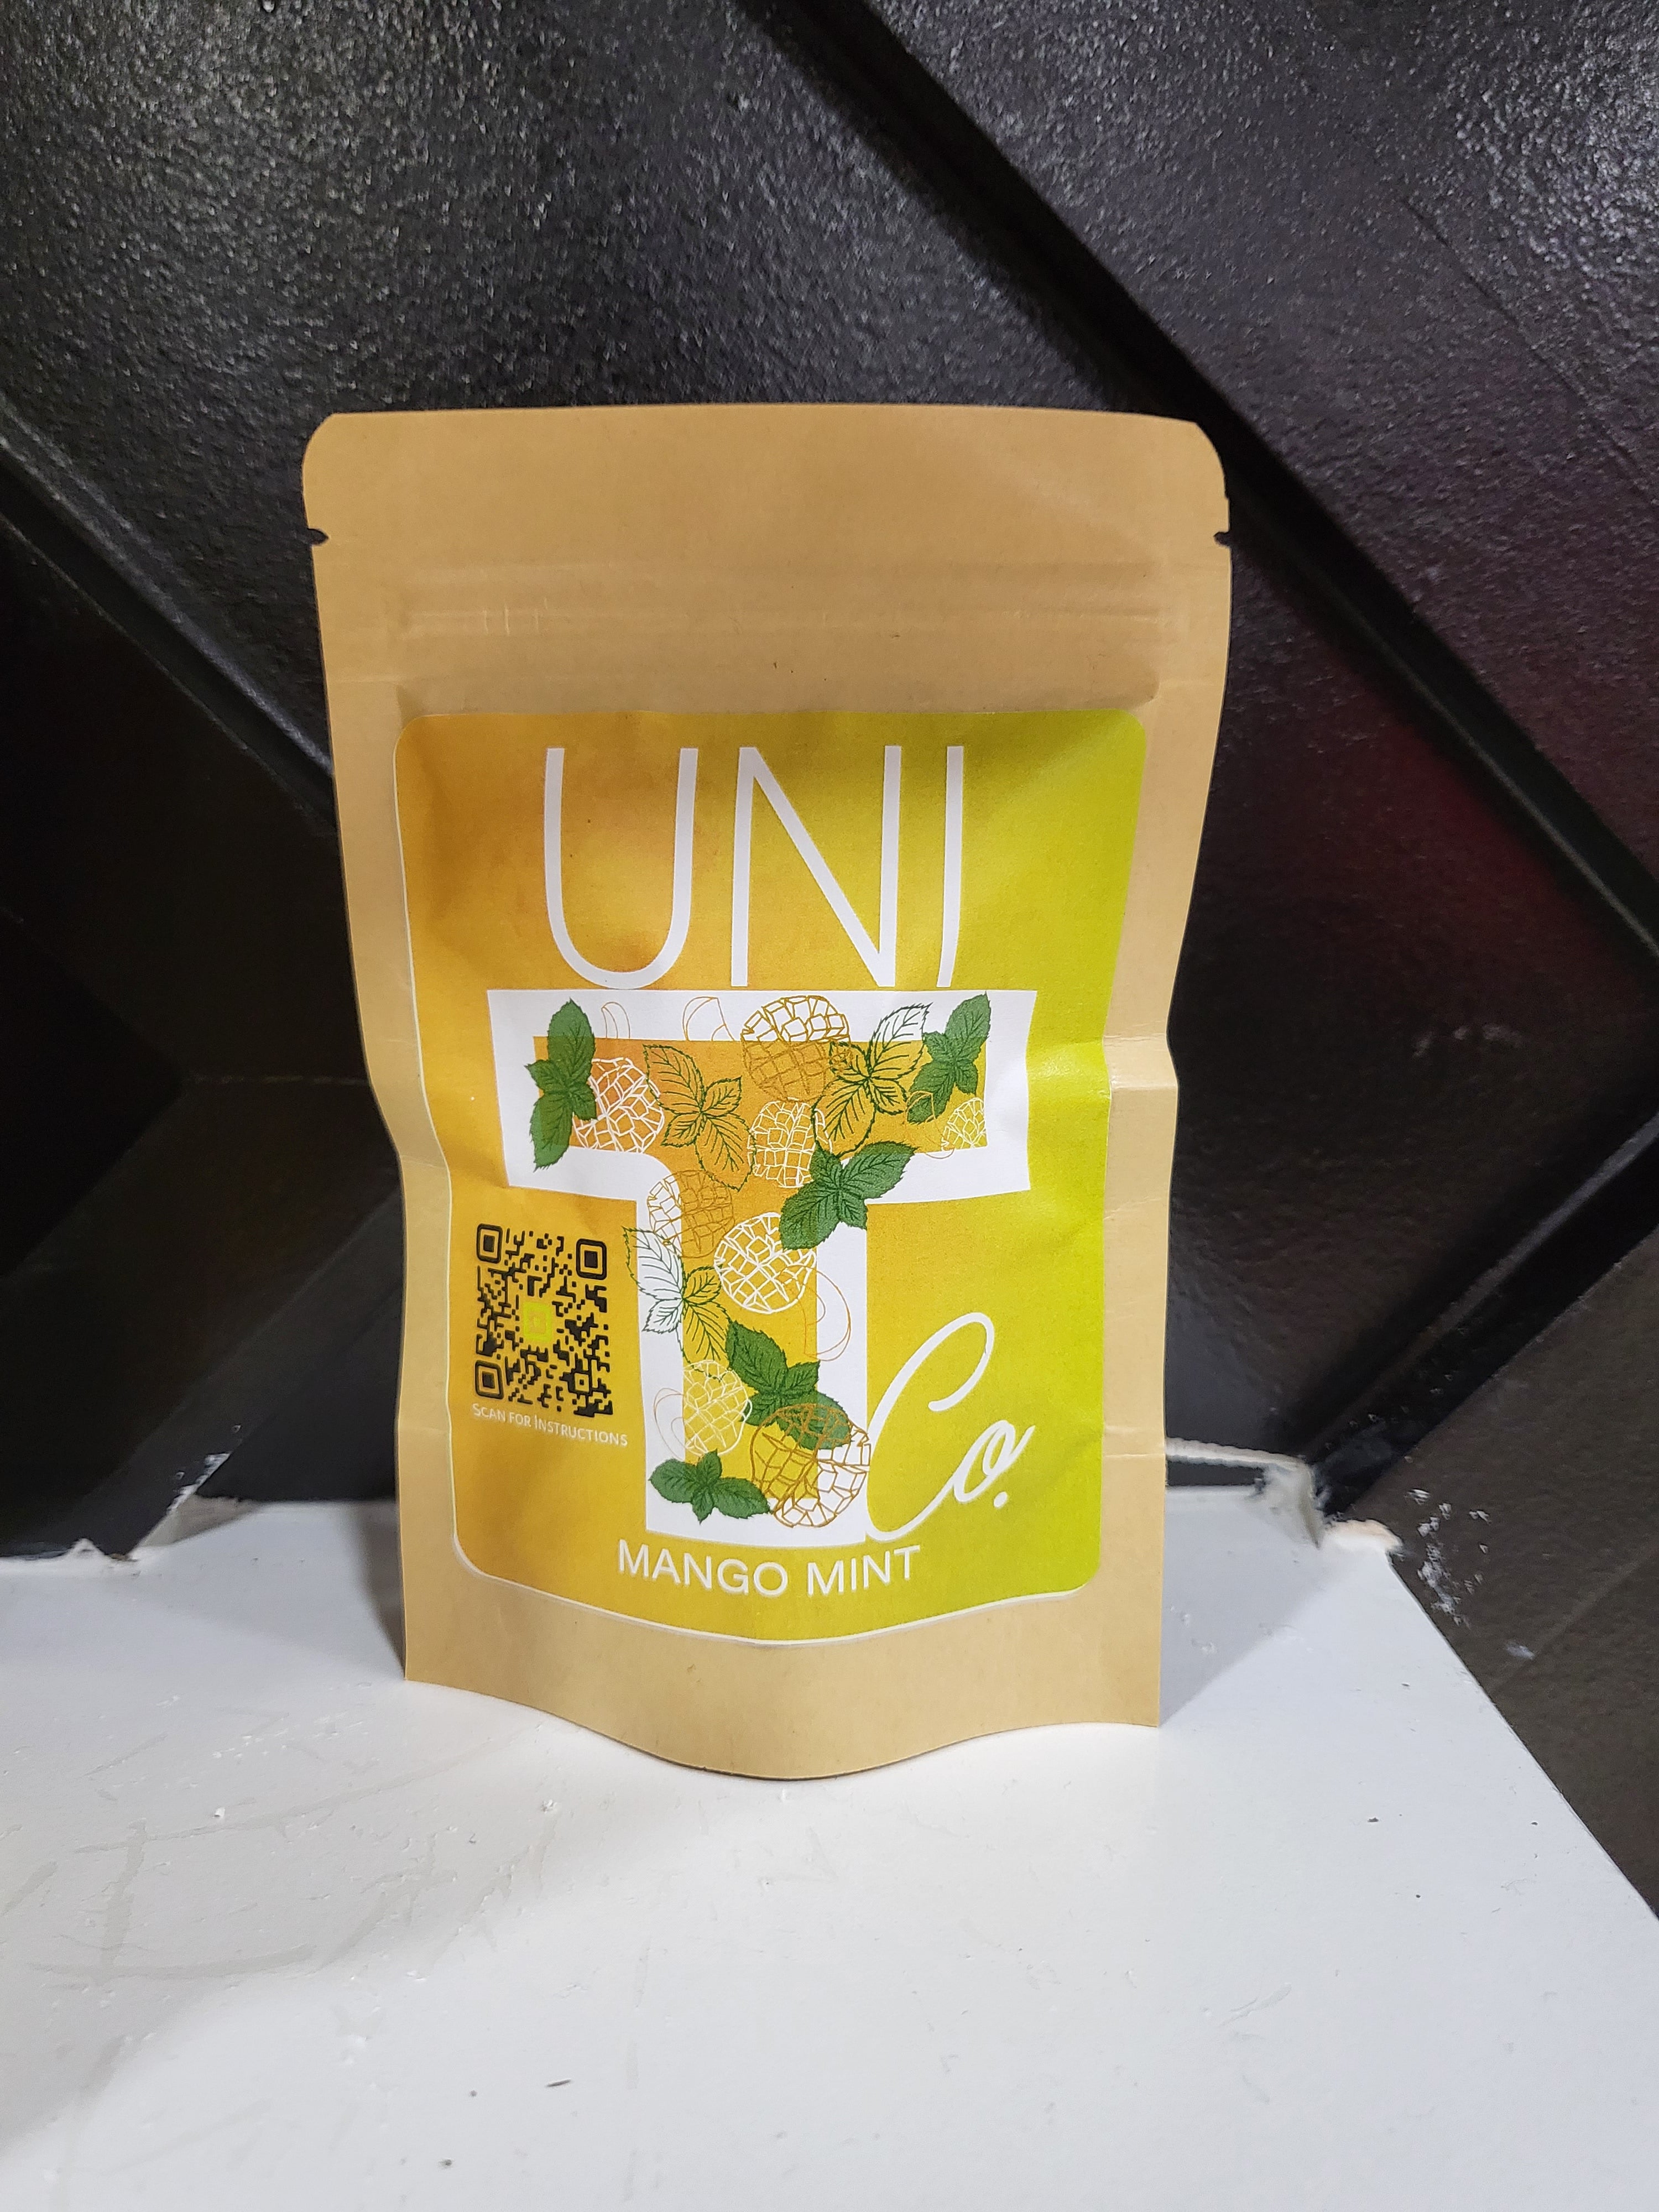 UNI
T
Co.
SCAN FOR INSTRUCTIONS
MANGO MINT